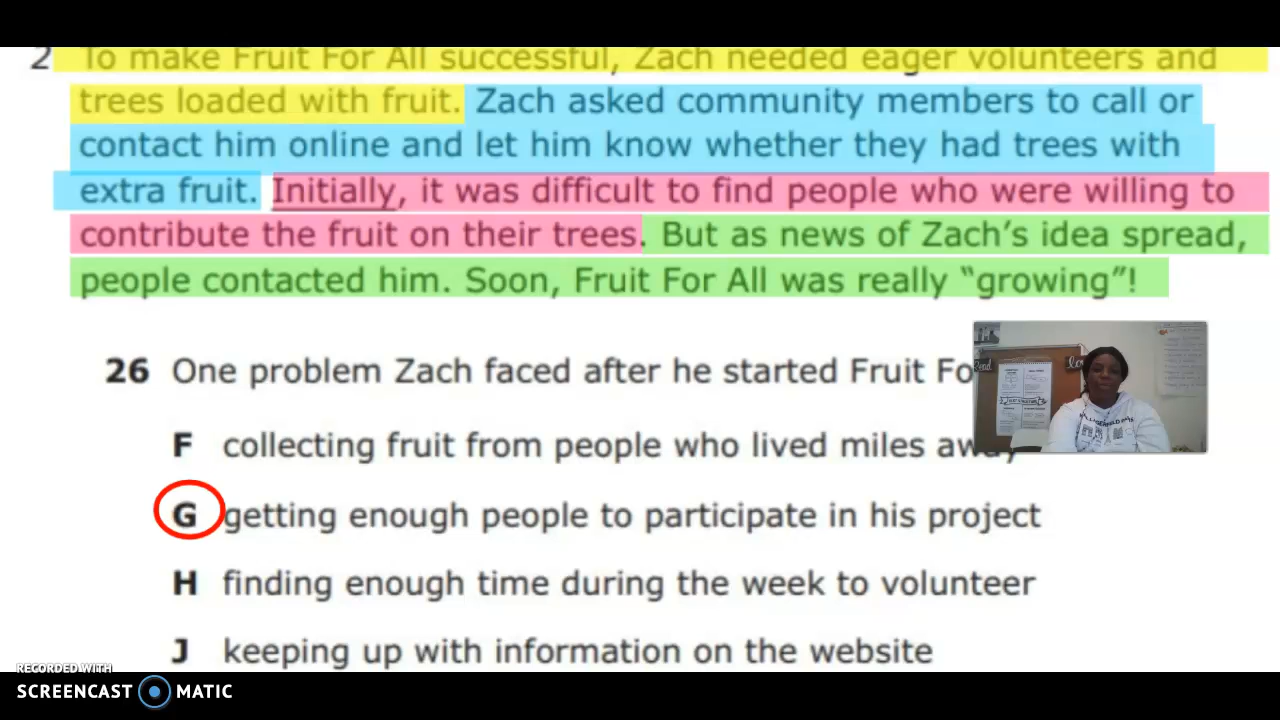 2 To make Fruit For All successful, Zach needed eager volunteers and
trees loaded with fruit. Zach asked community members to call or
contact him online and let him know whether they had trees with
extra fruit. Initially, it was difficult to find people who were willing to
contribute the fruit on their trees. But as news of Zach's idea spread,
people contacted him. Soon, Fruit For All was really “growing”!
26 One problem Zach faced after he started Fruit Fo
F collecting fruit from people who lived miles away
G getting enough people to participate in his project
H finding enough time during the week to volunteer
J keeping up with information on the website
RECORDED WITH
SCREENCAST MATIC